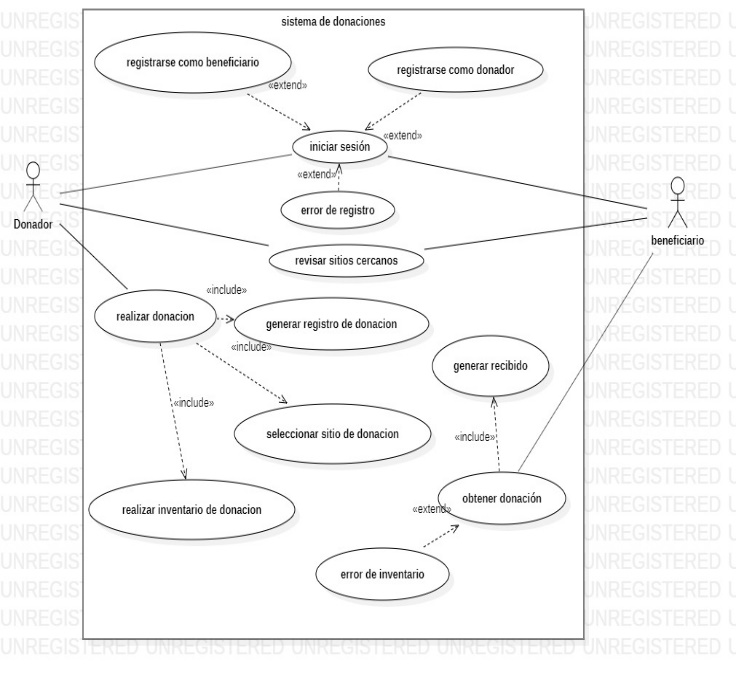 sistema de donaciones
registrarse como beneficiario
registrarse como donador
«extend»
«extend»
iniciar sesión
«extend»
error de registro
Donador
beneficiario
revisar sitios cercanos
«include»
realizar donacion
generar registro de donacion
«include»
generar recibido
«include»
seleccionar sitio de donacion
«include»
obtener donación
«extend»
realizar inventario de donacion
error de inventario
UNREGISTERED UNREGISTERED UNREGISTERED UNREGISTERED UNREGISTERED U